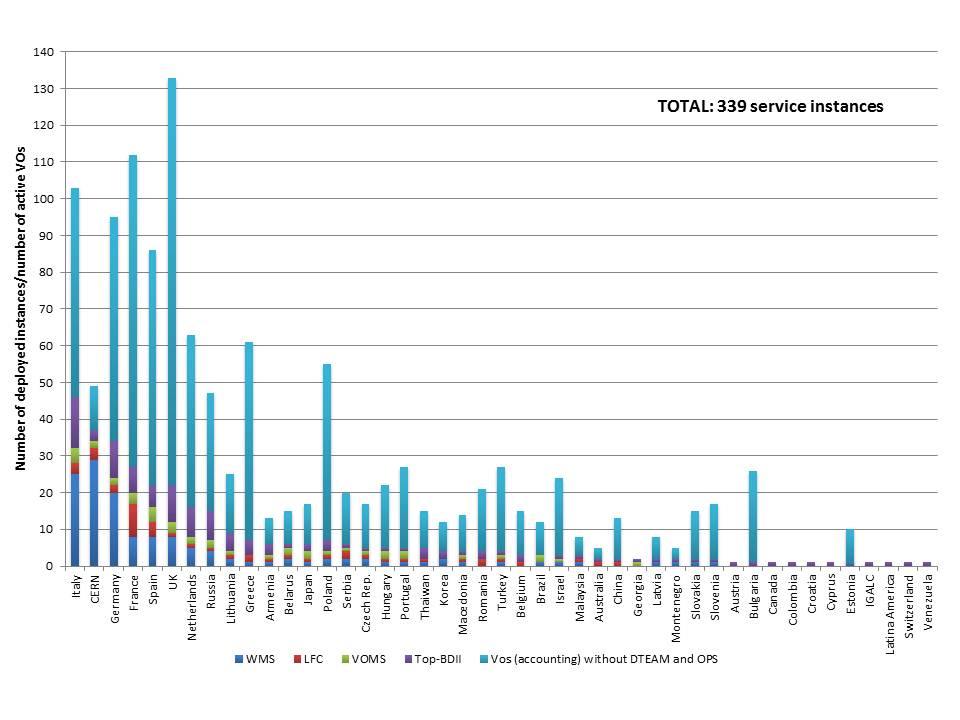 140
130
120
110
100
90
80
70
60
50
40
30
20
10
0
Number of deployed instances/number of active VOs
TOTAL: 339 service instances
Italy
CERN
Germany
France
Spain
UK
Netherlands
Russia
Lithuania
Greece
Armenia
Belarus
Japan
Poland
Serbia
Czech Rep.
Hungary
Portugal
Thaiwan
Korea
Macedonia
Romania
Turkey
Belgium
Brazil
Israel
Malaysia
Australia
China
Georgia
Latvia
Montenegro
Slovakia
Slovenia
Austria
Bulgaria
Canada
Colombia
Croatia
Cyprus
Estonia
IGALC
Latina America
Switzerland
Venezuela
WMS LFC VOMS Top-BDII Vos (accounting) without DTEAM and OPS